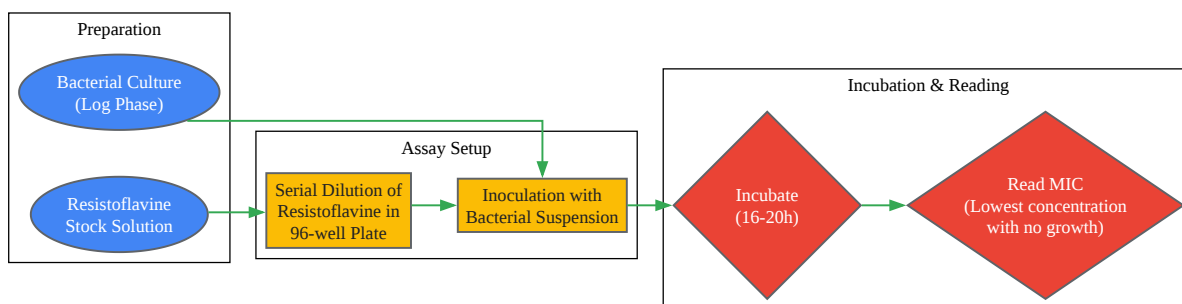 Preparation
Bacterial Culture
(Log Phase)
Resistoflavine
Stock Solution
Assay Setup
Serial Dilution of
Resistoflavine in
96-well Plate
Inoculation with
Bacterial Suspension
Incubation & Reading
Incubate
(16-20h)
Read MIC
(Lowest concentration
with no growth)